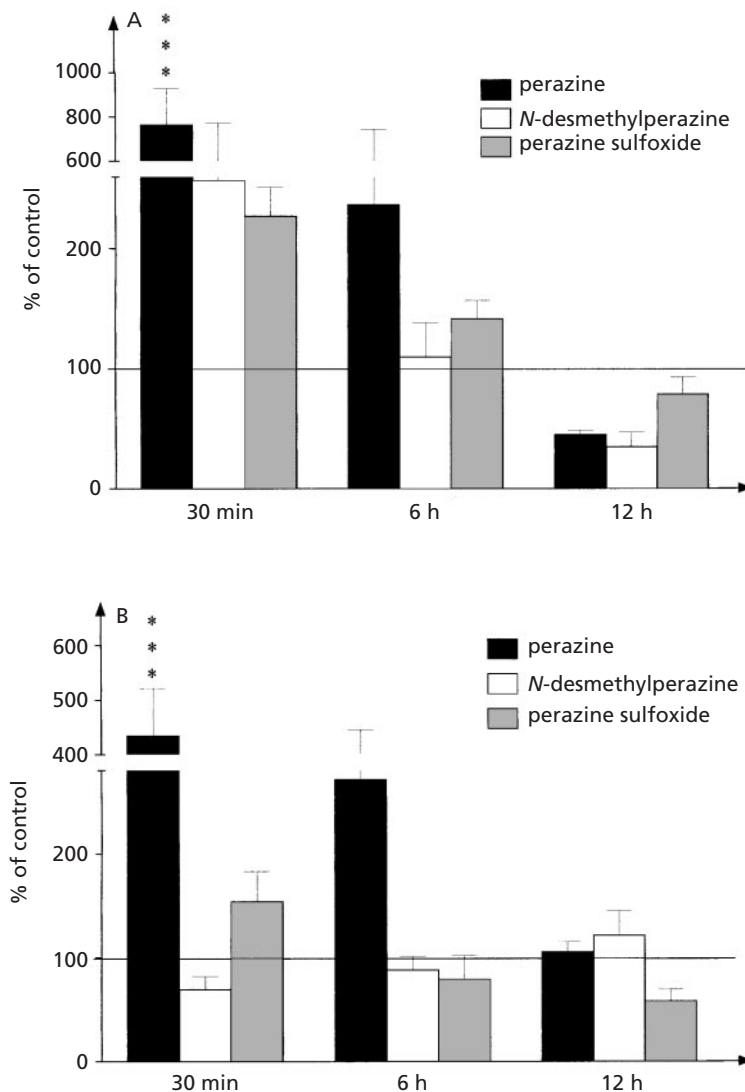 A
*
*
*
1000
800
600
200
100
0
% of control
perazine
N-desmethylperazine
perazine sulfoxide
30 min 6 h 12 h
B
*
*
*
600
500
400
200
100
0
% of control
perazine
N-desmethylperazine
perazine sulfoxide
30 min 6 h 12 h